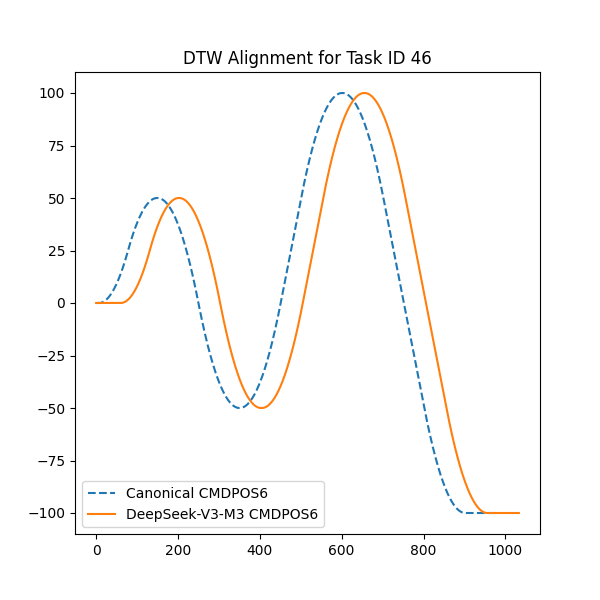 DTW Alignment for Task ID 46
100
75
50
25
0
−25
−50
−75
−100
Canonical CMDPOS6
DeepSeek-V3-M3 CMDPOS6
0 200 400 600 800 1000